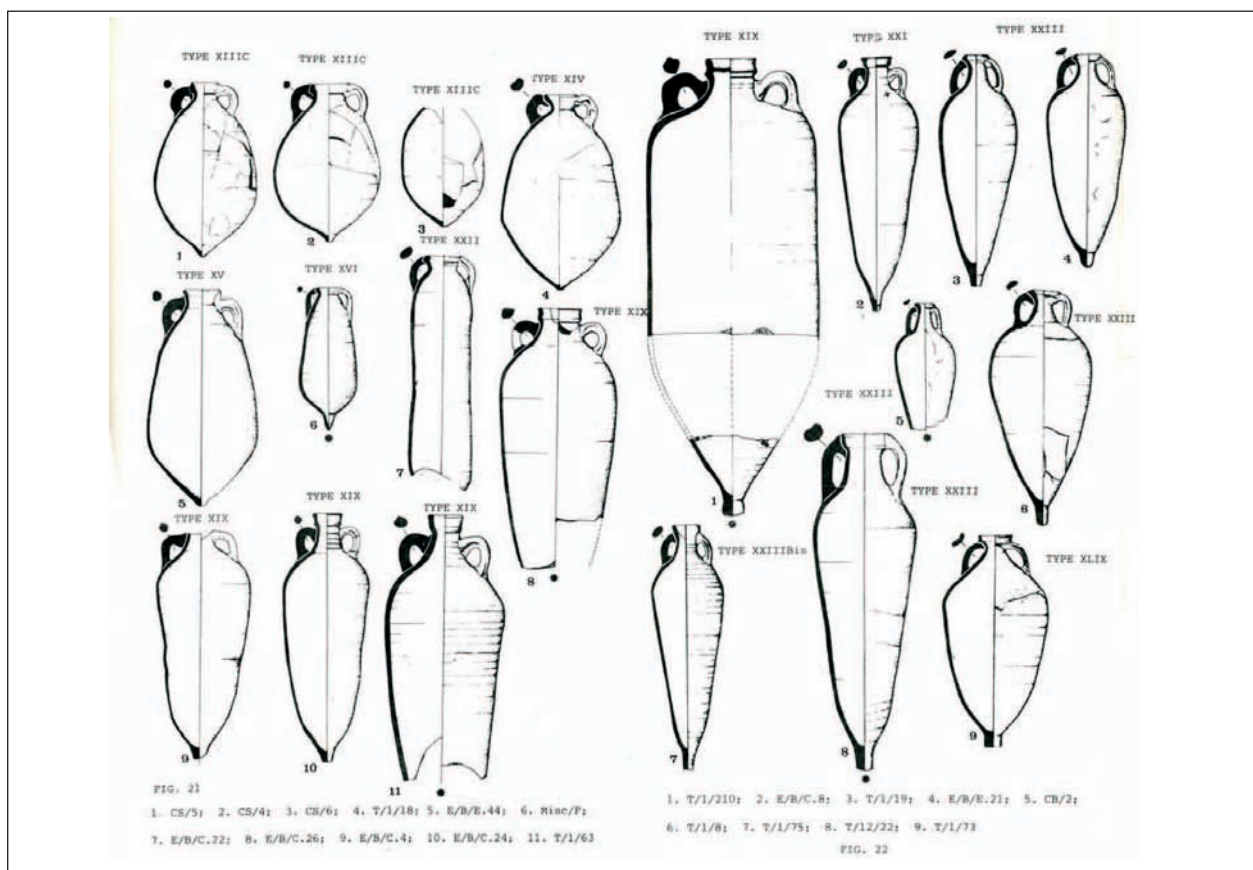 TYPE XIIIC
TYPE XIIIC
TYPE XIIIC
TYPE XIV
1
2
3
TYPE XXII
4
TYPE XV
TYPE XVI
TYPE XIX
5
6
7
8
TYPE XIX
TYPE XIX
TYPE XIX
9
10
11
FIG. 21
1. CS/5; 2. CS/4; 3. CS/6; 4. T/1/18; 5. E/B/E.44; 6. Misc/P;
7. E/B/C.22; 8. E/B/C.26; 9. E/B/C.4; 10. E/B/C.24; 11. T/1/63
TYPE XIX
TYPE XXI
TYPE XXIII
1
2
3
4
TYPE XXIII
5
TYPE XXIII
6
TYPE XXIIIBis
7
TYPE XXIII
8
TYPE XLIX
9
1. T/1/210; 2. E/B/C.8; 3. T/1/19; 4. E/B/E.21; 5. CB/2;
6. T/1/8; 7. T/1/75; 8. T/12/22; 9. T/1/73
FIG. 22